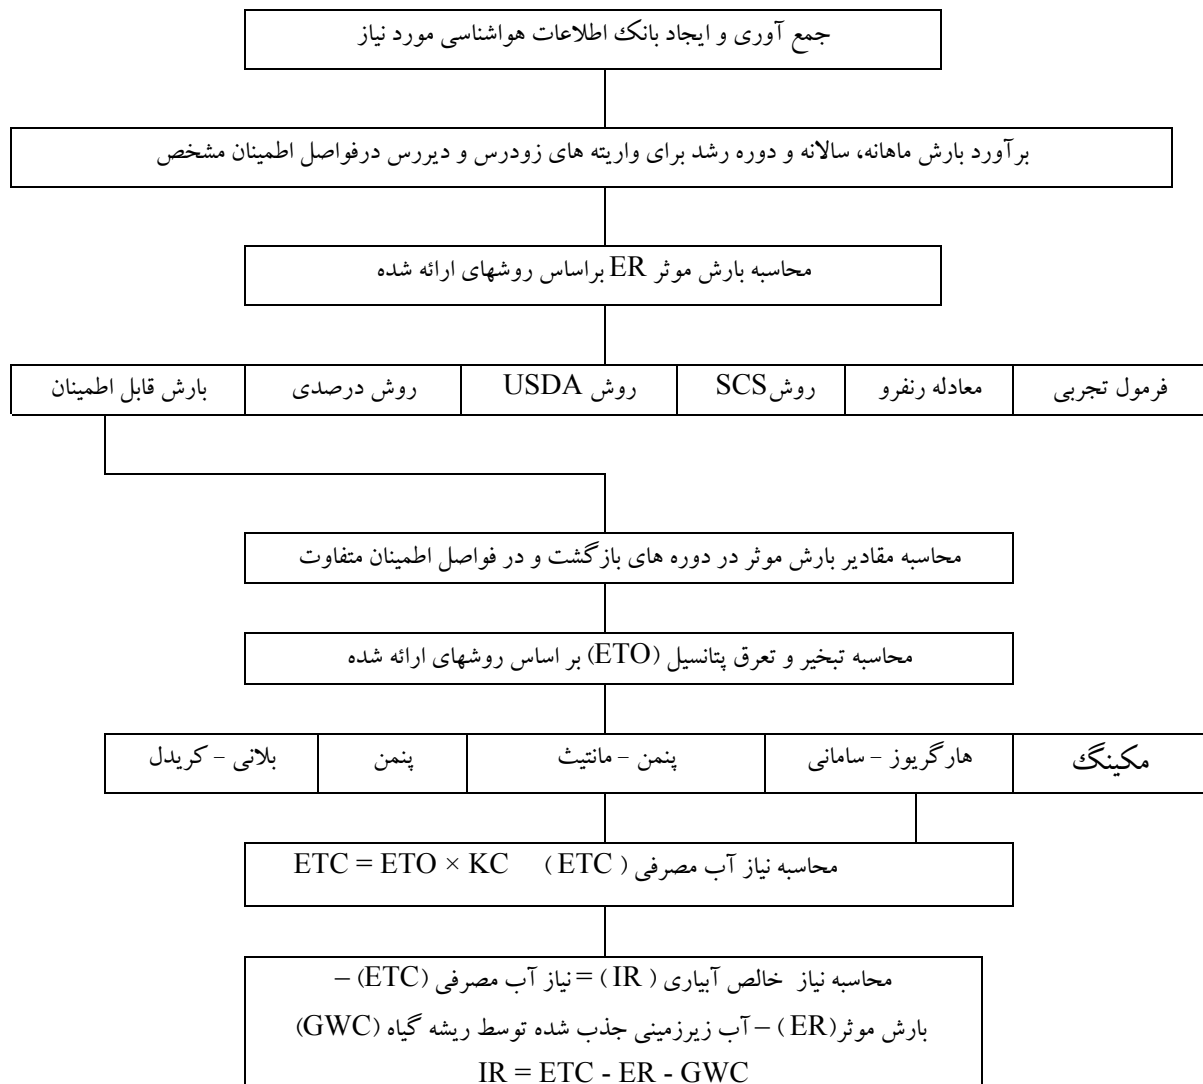 جمع آوری و ایجاد بانک اطلاعات هواشناسی مورد نیاز
برآورد بارش ماهانه، سالانه و دوره رشد برای واریته های زودرس و دیررس درفواصل اطمینان مشخص
محاسبه بارش موثر ER براساس روشهای ارائه شده
فرمول تجربی
معادله رنفرو
روش SCS
روش USDA
روش درصدی
بارش قابل اطمینان
محاسبه مقادیر بارش موثر در دوره های بازگشت و در فواصل اطمینان متفاوت
محاسبه تبخیر و تعرق پتانسیل (ETO) بر اساس روشهای ارائه شده
مکینگ
هارگریوز - سامانی
پنمن - مانتیث
پنمن
بلانی - کریدل
محاسبه نیاز آب مصرفی ( ETC ) ETC = ETO × KC
محاسبه نیاز خالص آبیاری ( IR ) = نیاز آب مصرفی (ETC) –
بارش موثر( ER ) – آب زیرزمینی جذب شده توسط ریشه گیاه (GWC)
IR = ETC - ER - GWC